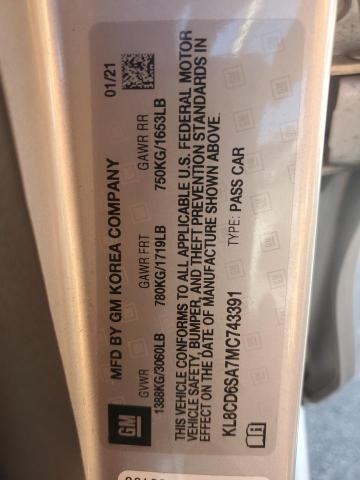 GM
MFD BY GM KOREA COMPANY
01/21
GVWR GAWR FRT GAWR RR
1388KG/3060LB 780KG/1719LB 750KG/1653LB
THIS VEHICLE CONFORMS TO ALL APPLICABLE U.S. FEDERAL MOTOR
VEHICLE SAFETY, BUMPER, AND THEFT PREVENTION STANDARDS IN
EFFECT ON THE DATE OF MANUFACTURE SHOWN ABOVE.
KL8CD6SA7MC743391 TYPE: PASS CAR